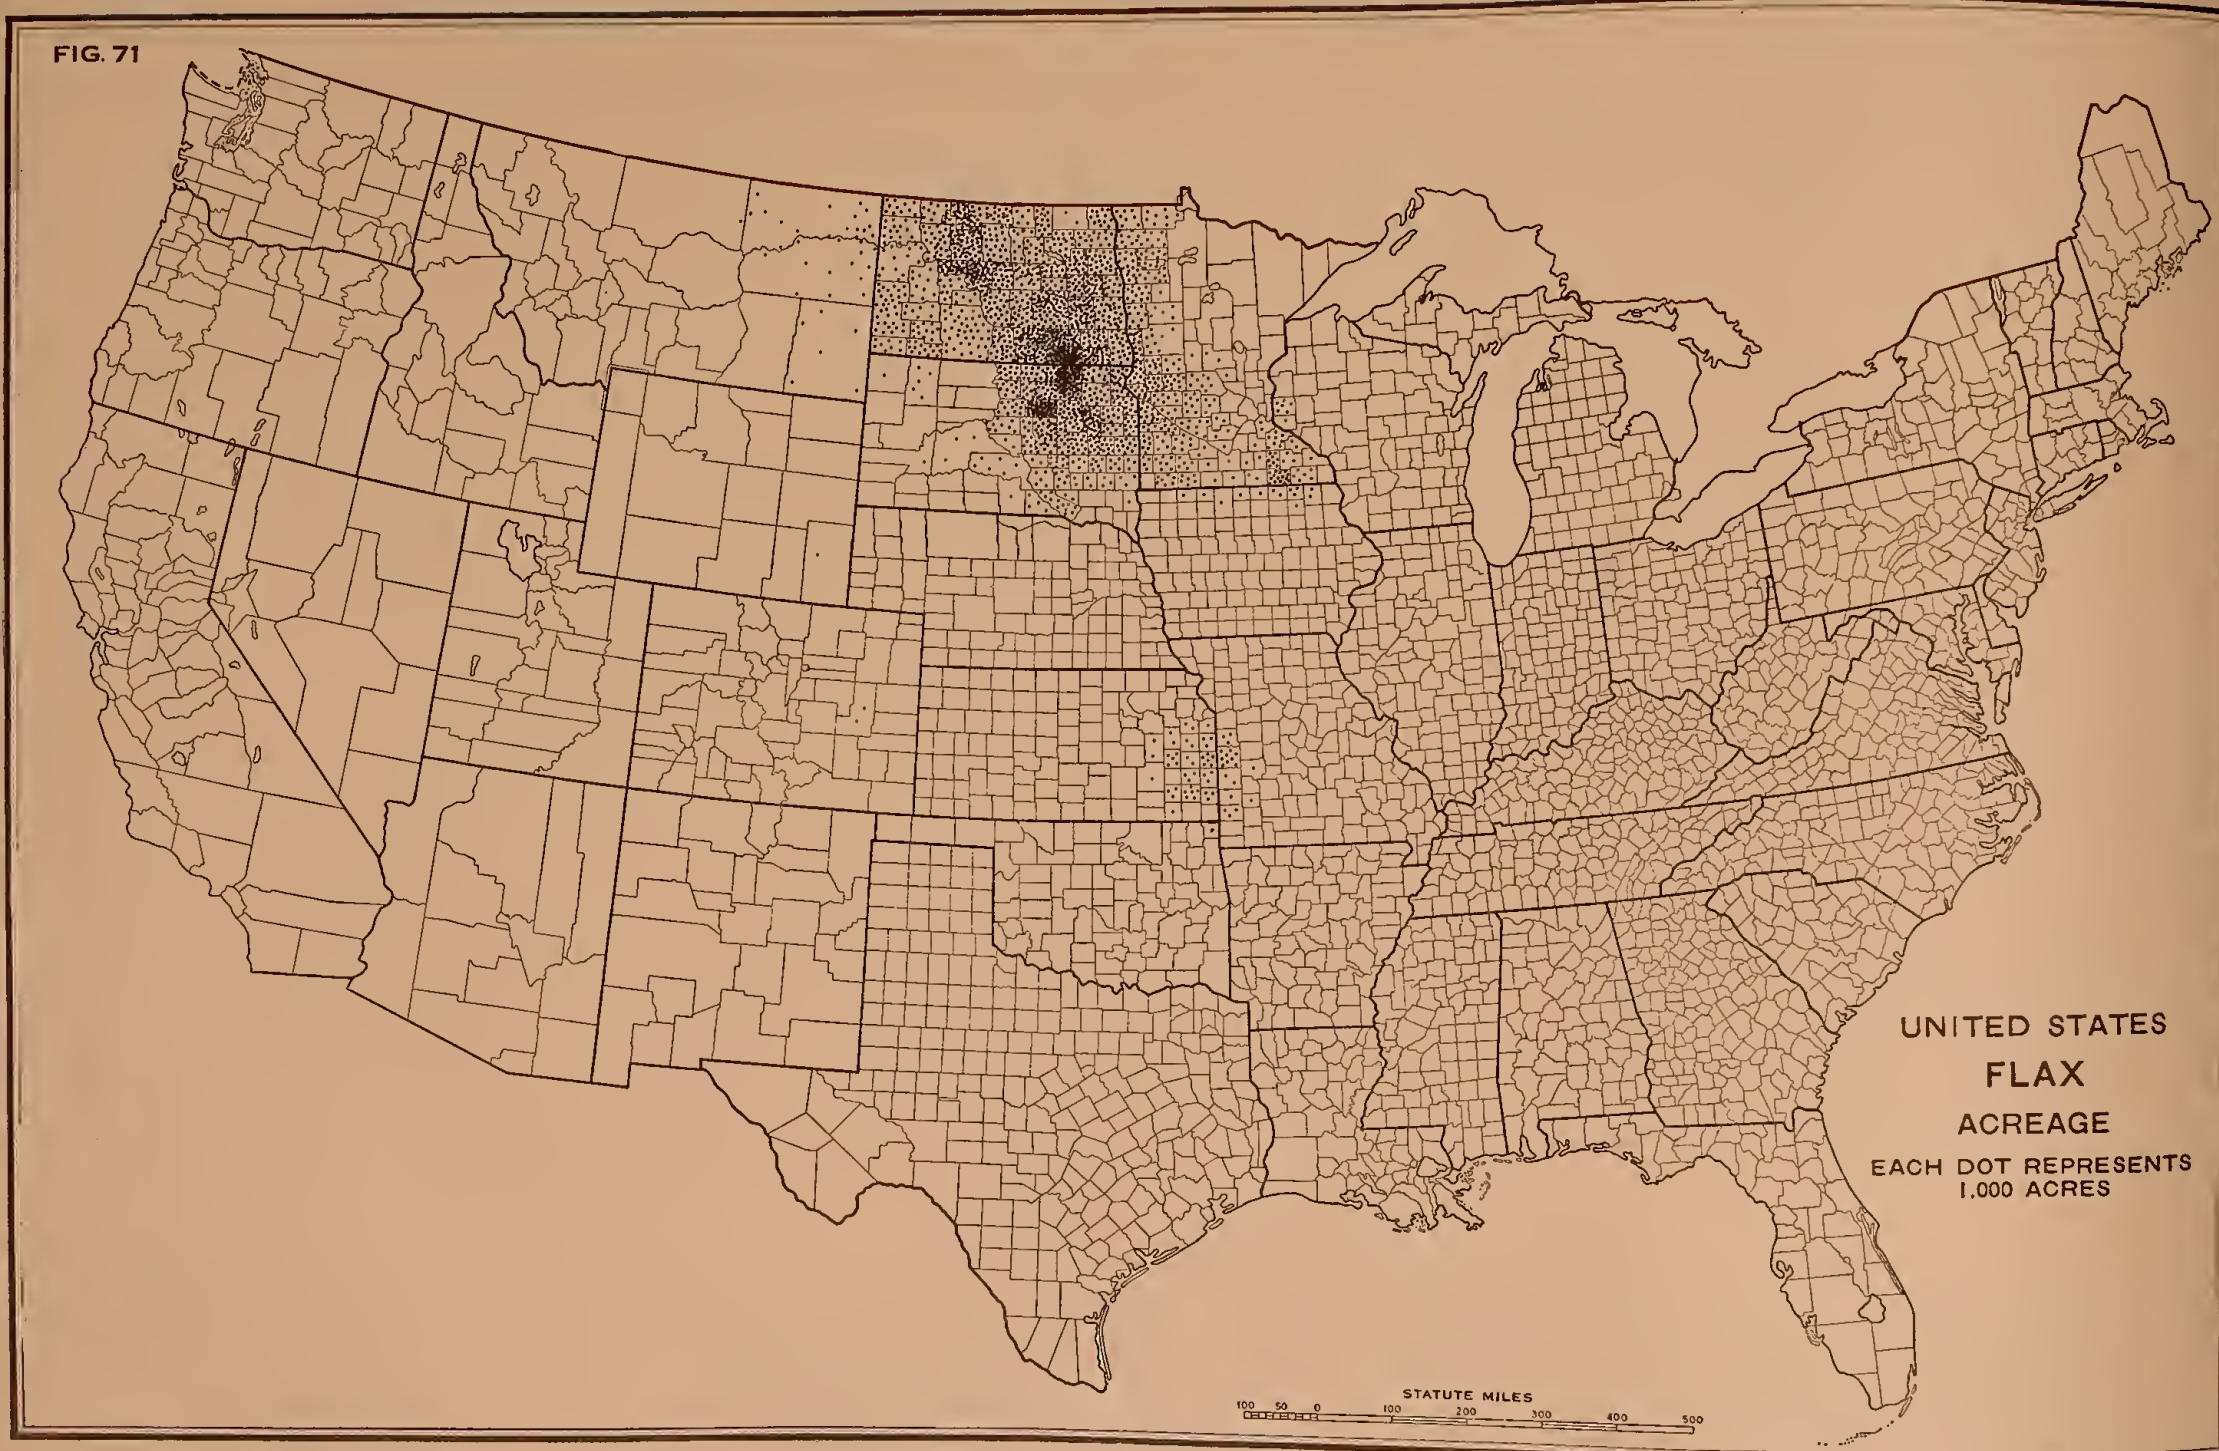 FIG. 71
UNITED STATES
FLAX
ACREAGE
EACH DOT REPRESENTS
1.000 ACRES
STATUTE MILES
100 50 0 100 200 300 400 500